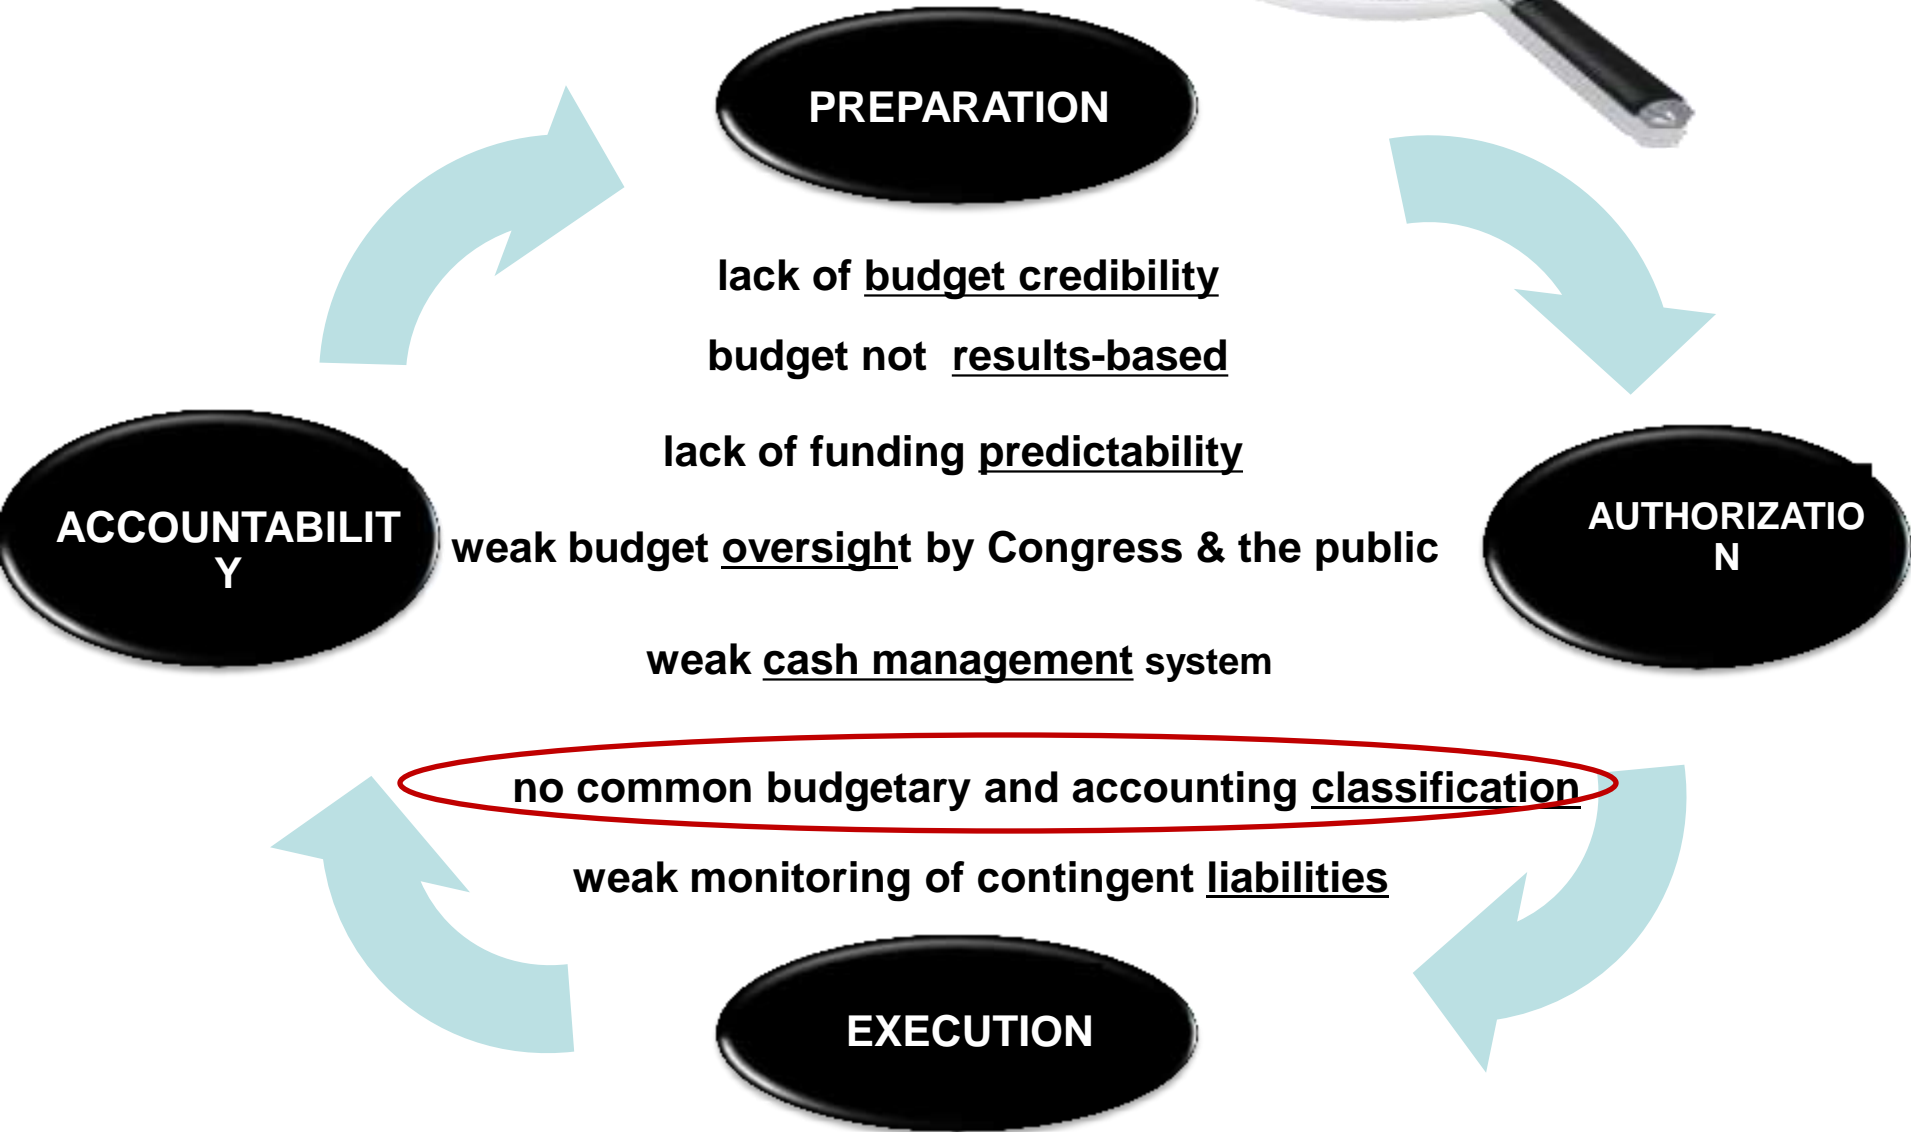 PREPARATION
lack of budget credibility
budget not results-based
lack of funding predictability
ACCOUNTABILIT
Y
weak budget oversight by Congress & the public
AUTHORIZATIO
N
weak cash management system
no common budgetary and accounting classification
weak monitoring of contingent liabilities
EXECUTION